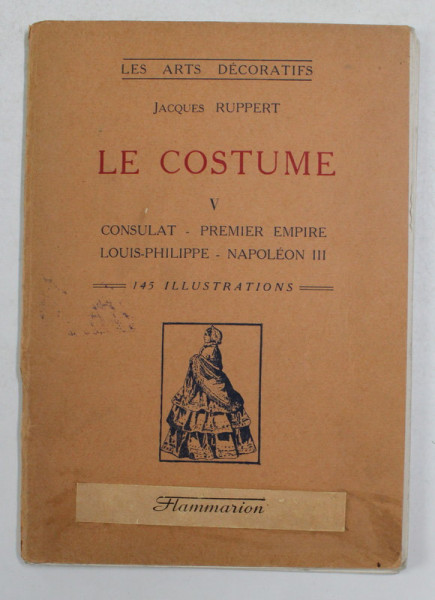 LES ARTS DÉCORATIFS
JACQUES RUPPERT
LE COSTUME
V
CONSULAT - PREMIER EMPIRE
LOUIS-PHILIPPE - NAPOLÉON III
145 ILLUSTRATIONS
Flammarion